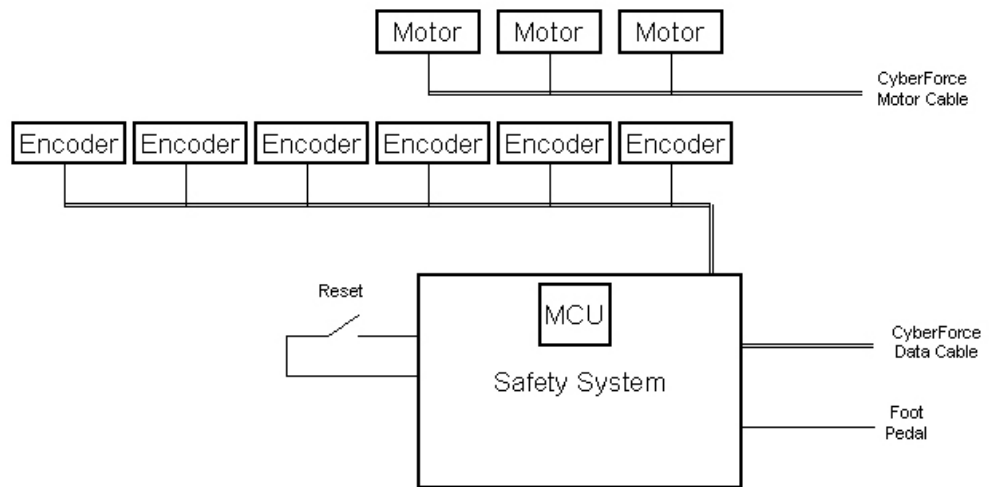 Motor Motor Motor
CyberForce
Motor Cable
Encoder Encoder Encoder Encoder Encoder Encoder
Reset
MCU
Safety System
CyberForce
Data Cable
Foot
Pedal